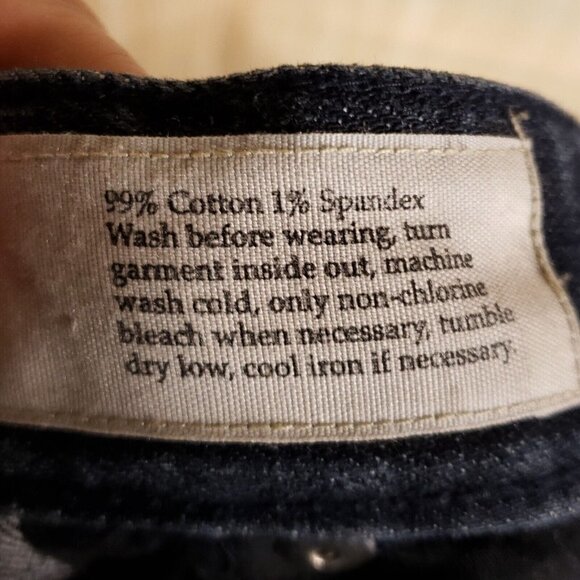 99% Cotton 1% Spandex
Wash before wearing, turn
garment inside out, machine
wash cold, only non-chlorine
bleach when necessary, tumble
dry low, cool iron if necessary.